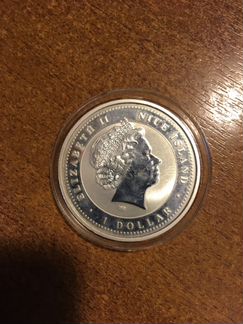 ELIZABETH II NIUE ISLAND
1 DOLLAR